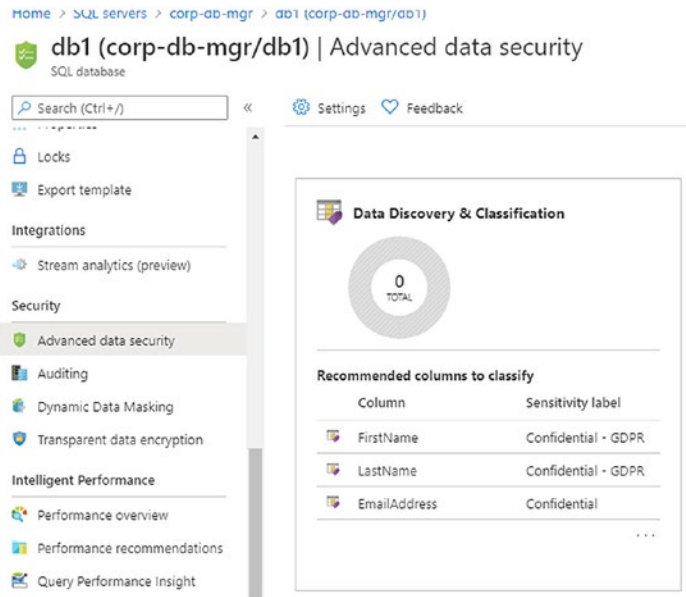 Home > SQL servers > corp-db-mgr > db1 (corp-db-mgr/db1)
db1 (corp-db-mgr/db1) | Advanced data security
SQL database
Search (Ctrl+/)
«
Settings
Feedback
Locks
Export template
Integrations
Stream analytics (preview)
Security
Advanced data security
Auditing
Dynamic Data Masking
Transparent data encryption
Intelligent Performance
Performance overview
Performance recommendations
Query Performance Insight
Data Discovery & Classification
0
TOTAL
Recommended columns to classify
Column Sensitivity label
FirstName Confidential - GDPR
LastName Confidential - GDPR
EmailAddress Confidential
...